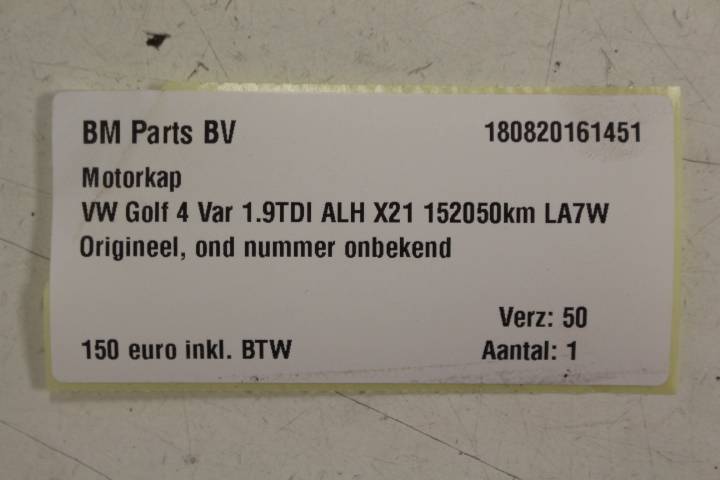 BM Parts BV 180820161451
Motorkap
VW Golf 4 Var 1.9TDI ALH X21 152050km LA7W
Origineel, ond nummer onbekend
Verz: 50
150 euro inkl. BTW Aantal: 1